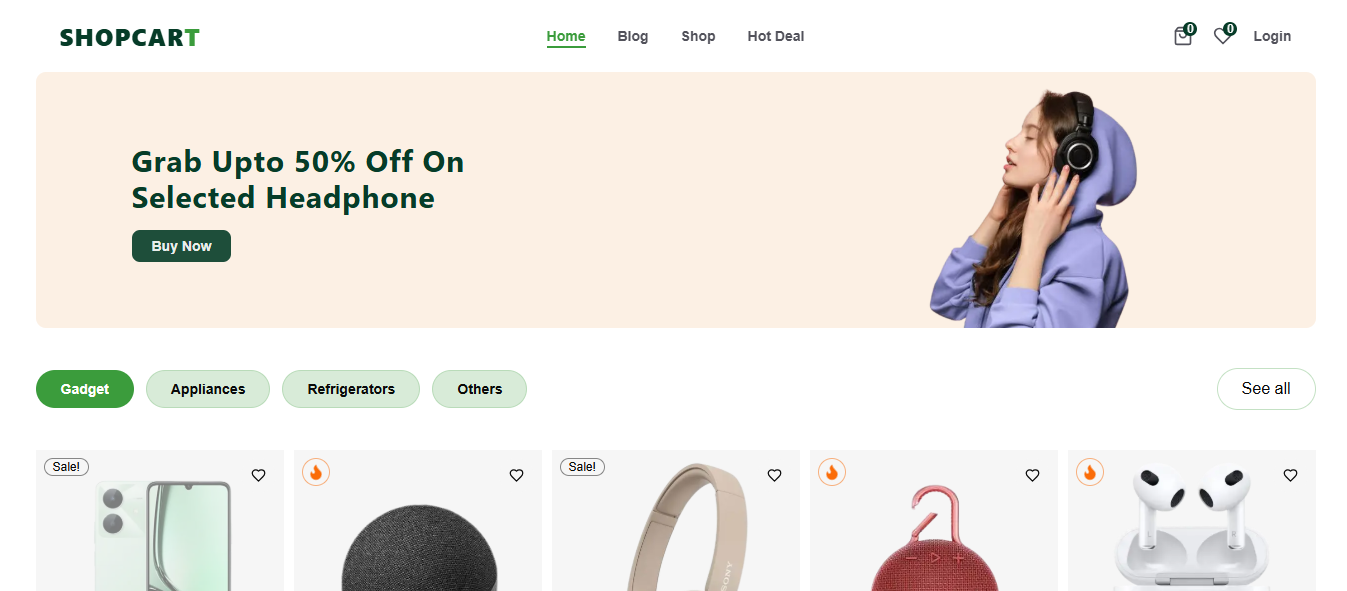 SHOPCART
Home Blog Shop Hot Deal
0 0 Login
Grab Upto 50% Off On
Selected Headphone
Buy Now
Gadget Appliances Refrigerators Others See all
Sale! Sale!
SONY